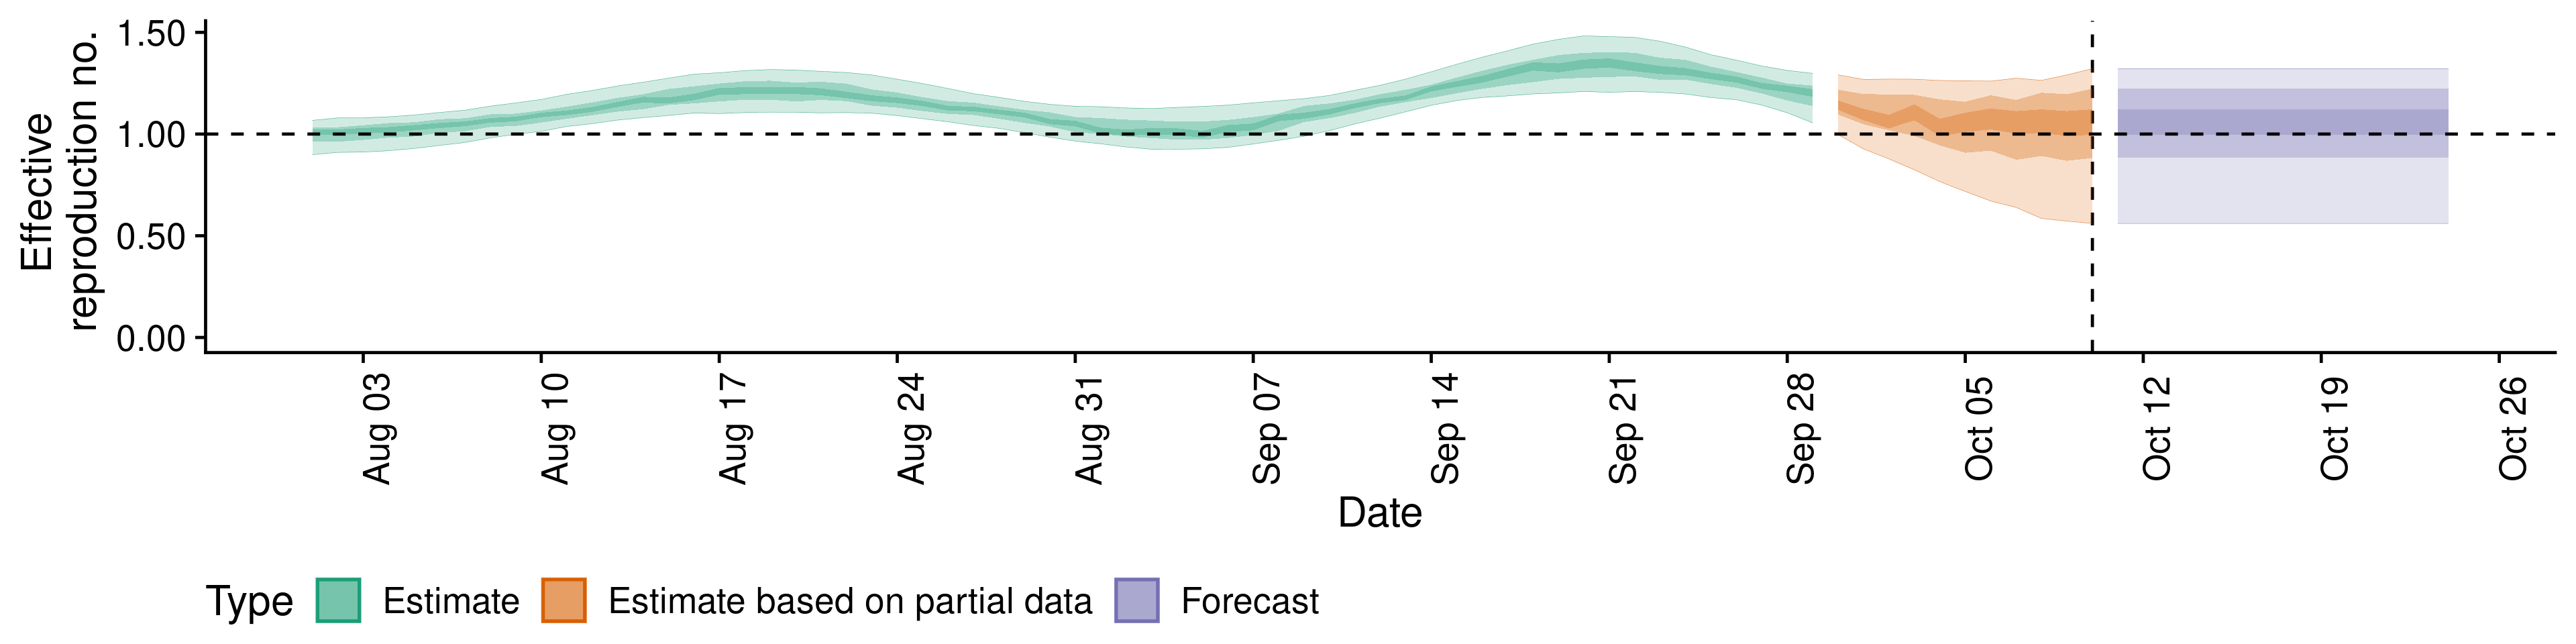 Effective
reproduction no.
1.50
1.00
0.50
0.00
Aug 03
Aug 10
Aug 17
Aug 24
Aug 31
Sep 07
Sep 14
Sep 21
Sep 28
Oct 05
Oct 12
Oct 19
Oct 26
Date
Type Estimate Estimate based on partial data Forecast